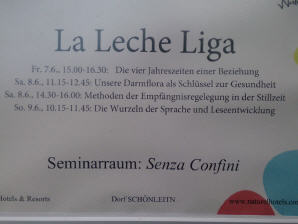 La Leche Liga
Fr. 7.6., 15.00-16.30: Die vier Jahreszeiten einer Beziehung
Sa. 8.6., 11.15-12.45: Unsere Darmflora als Schlüssel zur Gesundheit
Sa. 8.6., 14.30-16.00: Methoden der Empfängnisregelung in der Stillzeit
So. 9.6., 10.15-11.45: Die Wurzeln der Sprache und Leseentwicklung
Seminarraum: Senza Confini
Hotels & Resorts
Dorf SCHÖNLEITN
www.naturelhotels.com